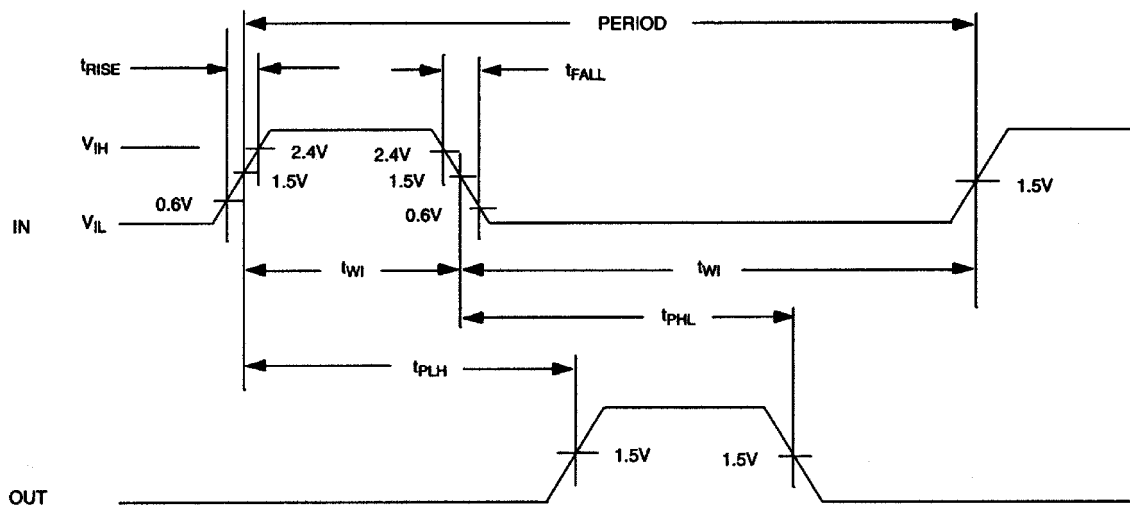 PERIOD
tRISE
tFALL
VIH
2.4V
2.4V
1.5V
1.5V
1.5V
0.6V
0.6V
IN
VIL
tWI
tWI
tPHL
tPLH
1.5V
1.5V
OUT